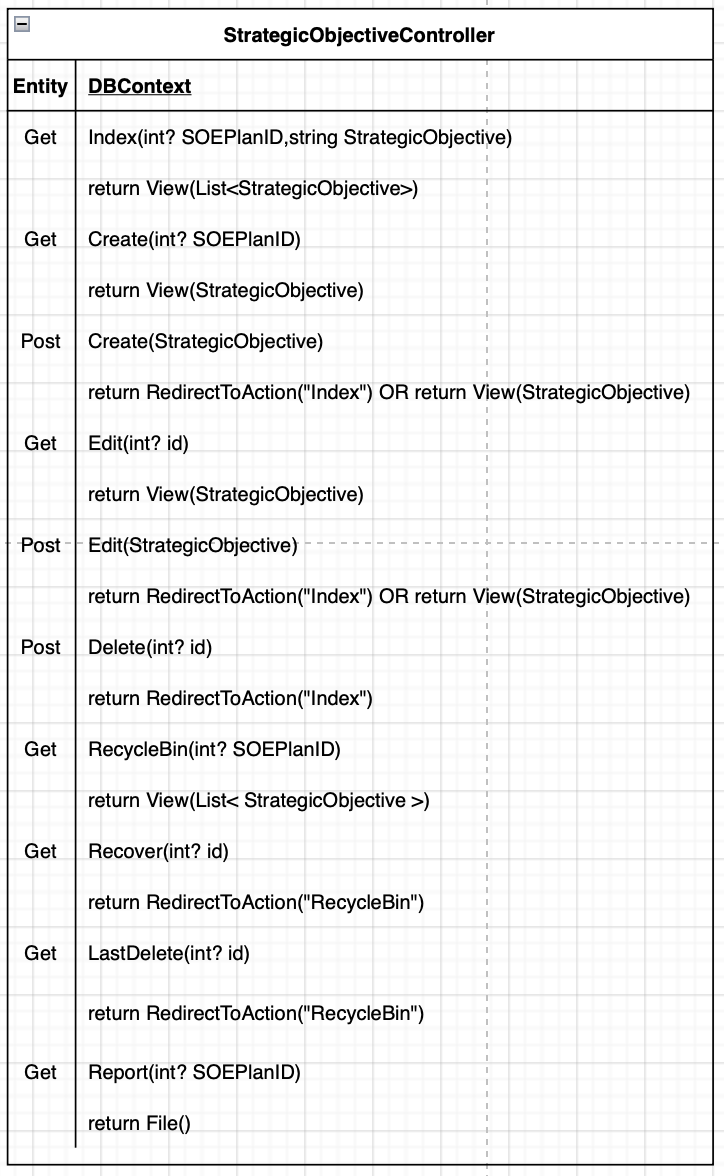 StrategicObjectiveController
Entity DBContext
Get Index(int? SOEPlanID,string StrategicObjective)
return View(List<StrategicObjective>)
Get Create(int? SOEPlanID)
return View(StrategicObjective)
Post Create(StrategicObjective)
return RedirectToAction("Index") OR return View(StrategicObjective)
Get Edit(int? id)
return View(StrategicObjective)
Post Edit(StrategicObjective)
return RedirectToAction("Index") OR return View(StrategicObjective)
Post Delete(int? id)
return RedirectToAction("Index")
Get RecycleBin(int? SOEPlanID)
return View(List< StrategicObjective >)
Get Recover(int? id)
return RedirectToAction("RecycleBin")
Get LastDelete(int? id)
return RedirectToAction("RecycleBin")
Get Report(int? SOEPlanID)
return File()